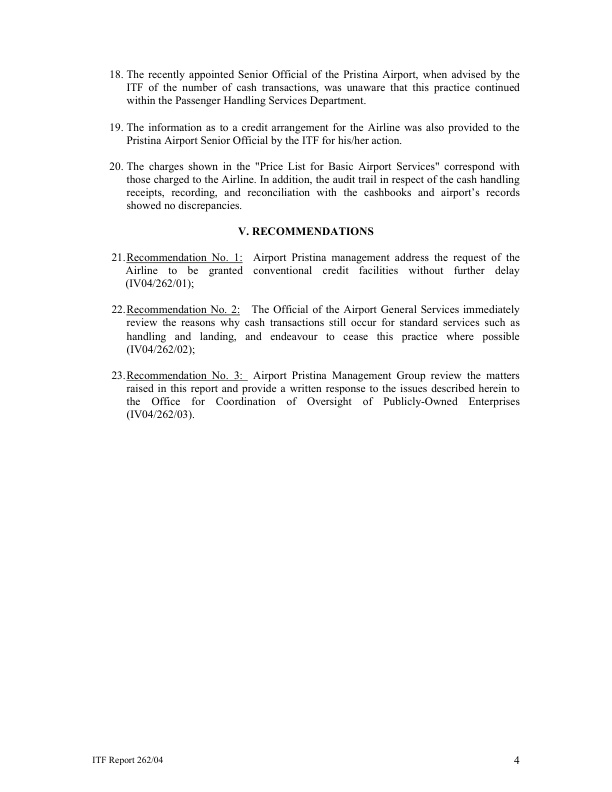 18. The recently appointed Senior Official of the Pristina Airport, when advised by the
ITF of the number of cash transactions, was unaware that this practice continued
within the Passenger Handling Services Department.
19. The information as to a credit arrangement for the Airline was also provided to the
Pristina Airport Senior Official by the ITF for his/her action.
20. The charges shown in the "Price List for Basic Airport Services" correspond with
those charged to the Airline. In addition, the audit trail in respect of the cash handling
receipts, recording, and reconciliation with the cashbooks and airport’s records
showed no discrepancies.
V. RECOMMENDATIONS
21. Recommendation No. 1: Airport Pristina management address the request of the
Airline to be granted conventional credit facilities without further delay
(IV04/262/01);
22. Recommendation No. 2: The Official of the Airport General Services immediately
review the reasons why cash transactions still occur for standard services such as
handling and landing, and endeavour to cease this practice where possible
(IV04/262/02);
23. Recommendation No. 3: Airport Pristina Management Group review the matters
raised in this report and provide a written response to the issues described herein to
the Office for Coordination of Oversight of Publicly-Owned Enterprises
(IV04/262/03).
ITF Report 262/04 4